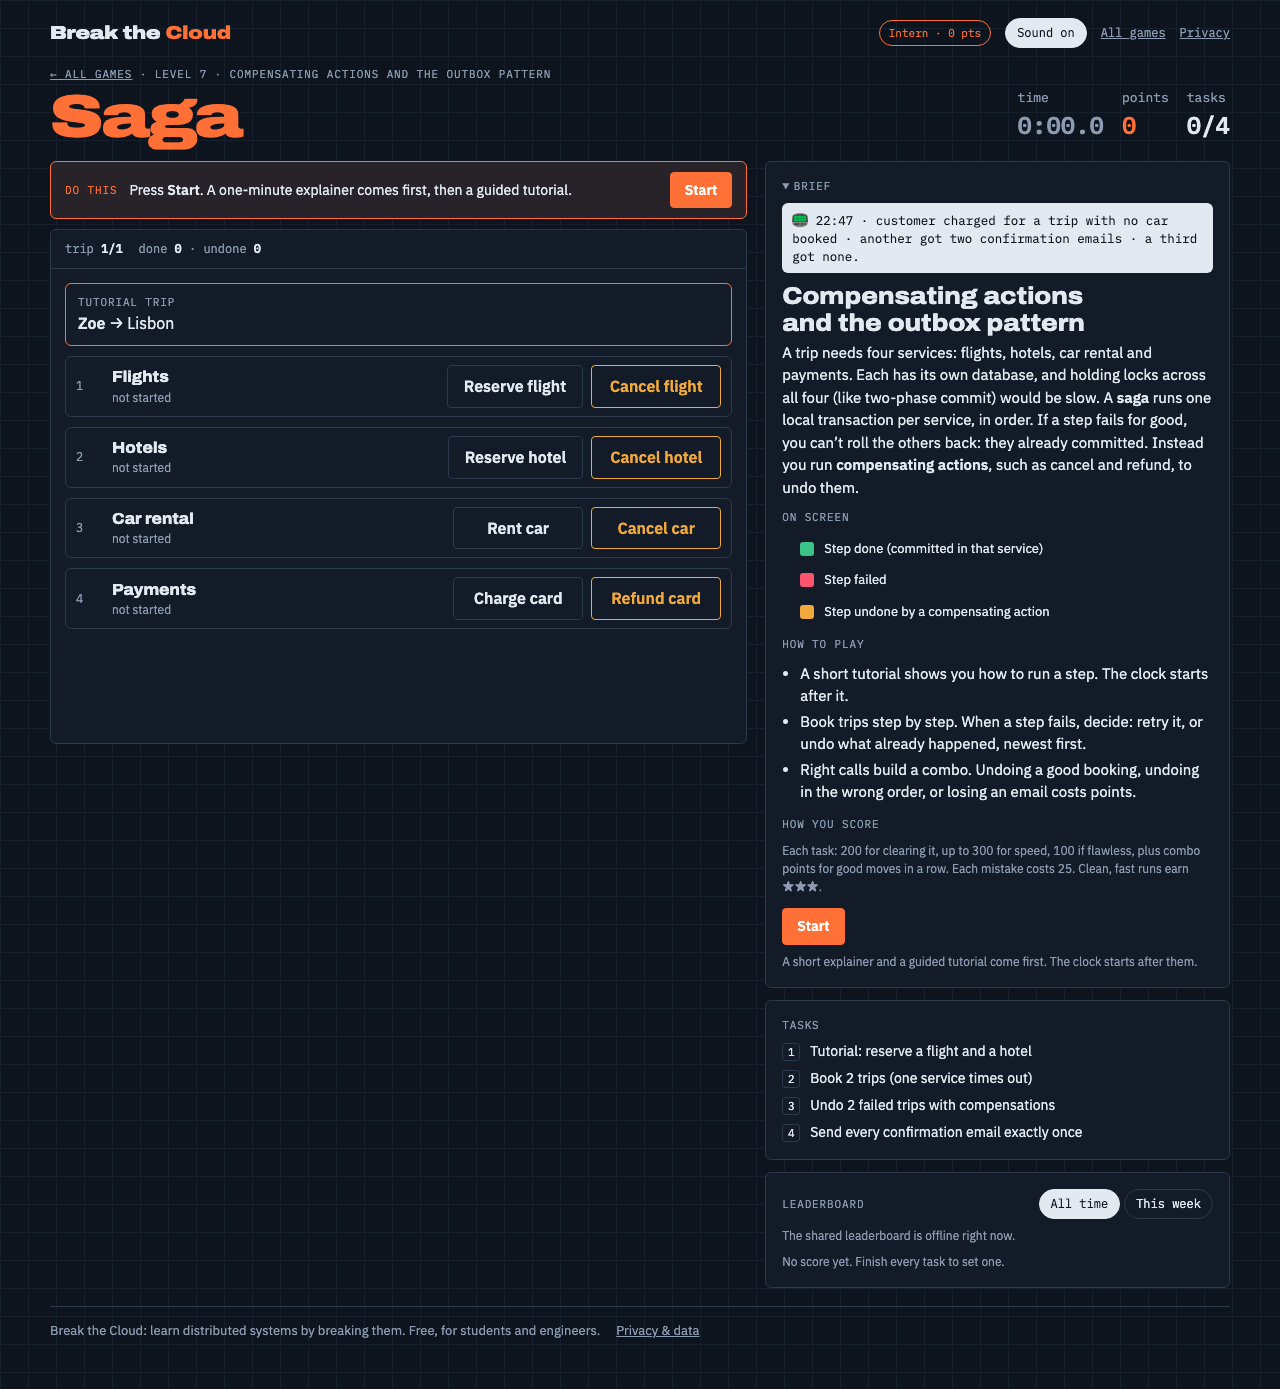 Break the Cloud
Intern · 0 pts
Sound on
All games
Privacy
← ALL GAMES · LEVEL 7 · COMPENSATING ACTIONS AND THE OUTBOX PATTERN
Saga
time
0:00.0
points
0
tasks
0/4
DO THIS Press Start. A one-minute explainer comes first, then a guided tutorial.
Start
trip 1/1 done 0 · undone 0
TUTORIAL TRIP
Zoe → Lisbon
1
Flights
not started
Reserve flight
Cancel flight
2
Hotels
not started
Reserve hotel
Cancel hotel
3
Car rental
not started
Rent car
Cancel car
4
Payments
not started
Charge card
Refund card
▼ BRIEF
22:47 · customer charged for a trip with no car
booked · another got two confirmation emails · a third
got none.
Compensating actions
and the outbox pattern
A trip needs four services: flights, hotels, car rental and
payments. Each has its own database, and holding locks across
all four (like two-phase commit) would be slow. A saga runs one
local transaction per service, in order. If a step fails for good,
you can’t roll the others back: they already committed. Instead
you run compensating actions, such as cancel and refund, to
undo them.
ON SCREEN
Step done (committed in that service)
Step failed
Step undone by a compensating action
HOW TO PLAY
• A short tutorial shows you how to run a step. The clock starts
after it.
• Book trips step by step. When a step fails, decide: retry it, or
undo what already happened, newest first.
• Right calls build a combo. Undoing a good booking, undoing
in the wrong order, or losing an email costs points.
HOW YOU SCORE
Each task: 200 for clearing it, up to 300 for speed, 100 if flawless, plus combo
points for good moves in a row. Each mistake costs 25. Clean, fast runs earn
★★★.
Start
A short explainer and a guided tutorial come first. The clock starts after them.
TASKS
1 Tutorial: reserve a flight and a hotel
2 Book 2 trips (one service times out)
3 Undo 2 failed trips with compensations
4 Send every confirmation email exactly once
LEADERBOARD
All time
This week
The shared leaderboard is offline right now.
No score yet. Finish every task to set one.
Break the Cloud: learn distributed systems by breaking them. Free, for students and engineers. Privacy & data